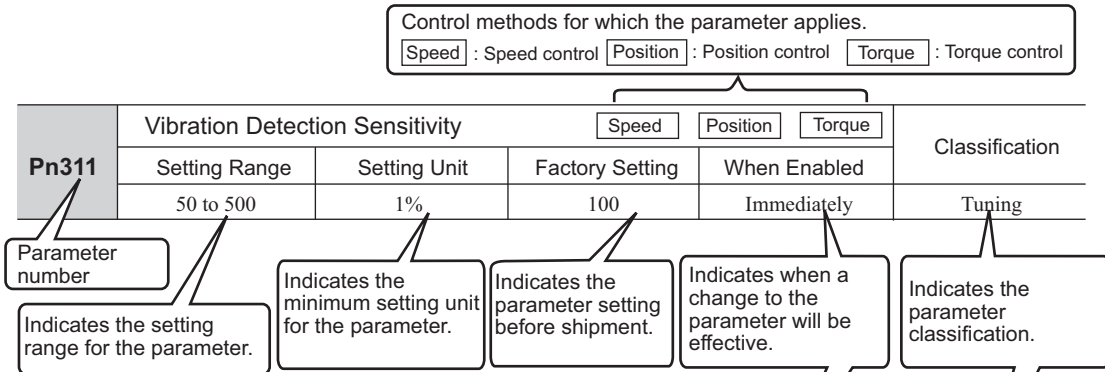 Control methods for which the parameter applies.
Speed : Speed control Position : Position control Torque : Torque control
Vibration Detection Sensitivity Speed Position Torque
Classification
Pn311
Setting Range Setting Unit Factory Setting When Enabled
50 to 500 1% 100 Immediately Tuning
Parameter
number
Indicates the setting
range for the parameter.
Indicates the
minimum setting unit
for the parameter.
Indicates the
parameter setting
before shipment.
Indicates when a
change to the
parameter will be
effective.
Indicates the
parameter
classification.